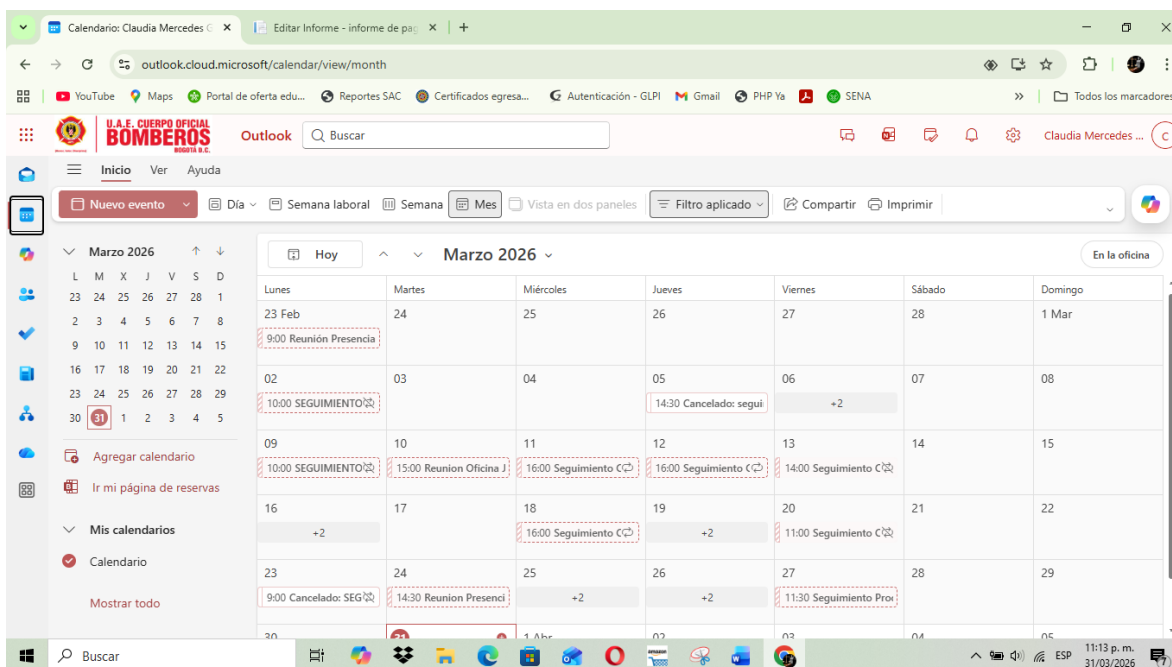 Calendario: Claudia Mercedes G
Editar Informe - informe de pag
outlook.cloud.microsoft/calendar/view/month
YouTube Maps Portal de oferta edu... Reportes SAC Certificados egresa... Autenticación - GLPI Gmail PHP Ya SENA » Todos los marcadores
U.A.E. CUERPO OFICIAL
BOMBEROS
BOGOTÁ D.C.
Outlook Buscar Claudia Mercedes ... C
Inicio Ver Ayuda
Nuevo evento Día Semana laboral Semana Mes Vista en dos paneles Filtro aplicado Compartir Imprimir
Marzo 2026
L M X J V S D
23 24 25 26 27 28 1
2 3 4 5 6 7 8
9 10 11 12 13 14 15
16 17 18 19 20 21 22
23 24 25 26 27 28 29
30 31 1 2 3 4 5
Agregar calendario
Ir mi página de reservas
Mis calendarios
Calendario
Mostrar todo
Hoy Marzo 2026 En la oficina
Lunes Martes Miércoles Jueves Viernes Sábado Domingo
23 Feb 24 25 26 27 28 1 Mar
9:00 Reunión Presencia
02 03 04 05 06 07 08
10:00 SEGUIMIENTO 14:30 Cancelado: segui +2
09 10 11 12 13 14 15
10:00 SEGUIMIENTO 15:00 Reunion Oficina J 16:00 Seguimiento C 16:00 Seguimiento C 14:00 Seguimiento C
16 17 18 19 20 21 22
+2 16:00 Seguimiento C +2 11:00 Seguimiento C
23 24 25 26 27 28 29
9:00 Cancelado: SEG 14:30 Reunion Presenci +2 +2 11:30 Seguimiento Pro
30 31 1 Abr 02 03 04 05
Buscar ESP 11:13 p. m.
31/03/2026